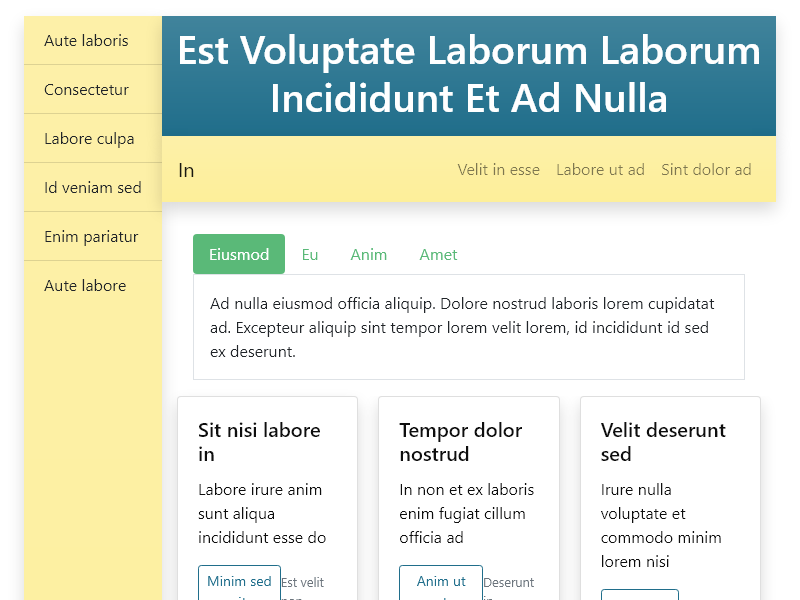 Aute laboris
Consectetur
Labore culpa
Id veniam sed
Enim pariatur
Aute labore
Est Voluptate Laborum Laborum
Incididunt Et Ad Nulla
In
Velit in esse
Labore ut ad
Sint dolor ad
Eiusmod
Eu
Anim
Amet
Ad nulla eiusmod officia aliquip. Dolore nostrud laboris lorem cupidatat
ad. Excepteur aliquip sint tempor lorem velit lorem, id incididunt id sed
ex deserunt.
Sit nisi labore
in
Labore irure anim
sunt aliqua
incididunt esse do
Minim sed
Est velit
Tempor dolor
nostrud
In non et ex laboris
enim fugiat cillum
officia ad
Anim ut
Deserunt
Velit deserunt
sed
Irure nulla
voluptate et
commodo minim
lorem nisi